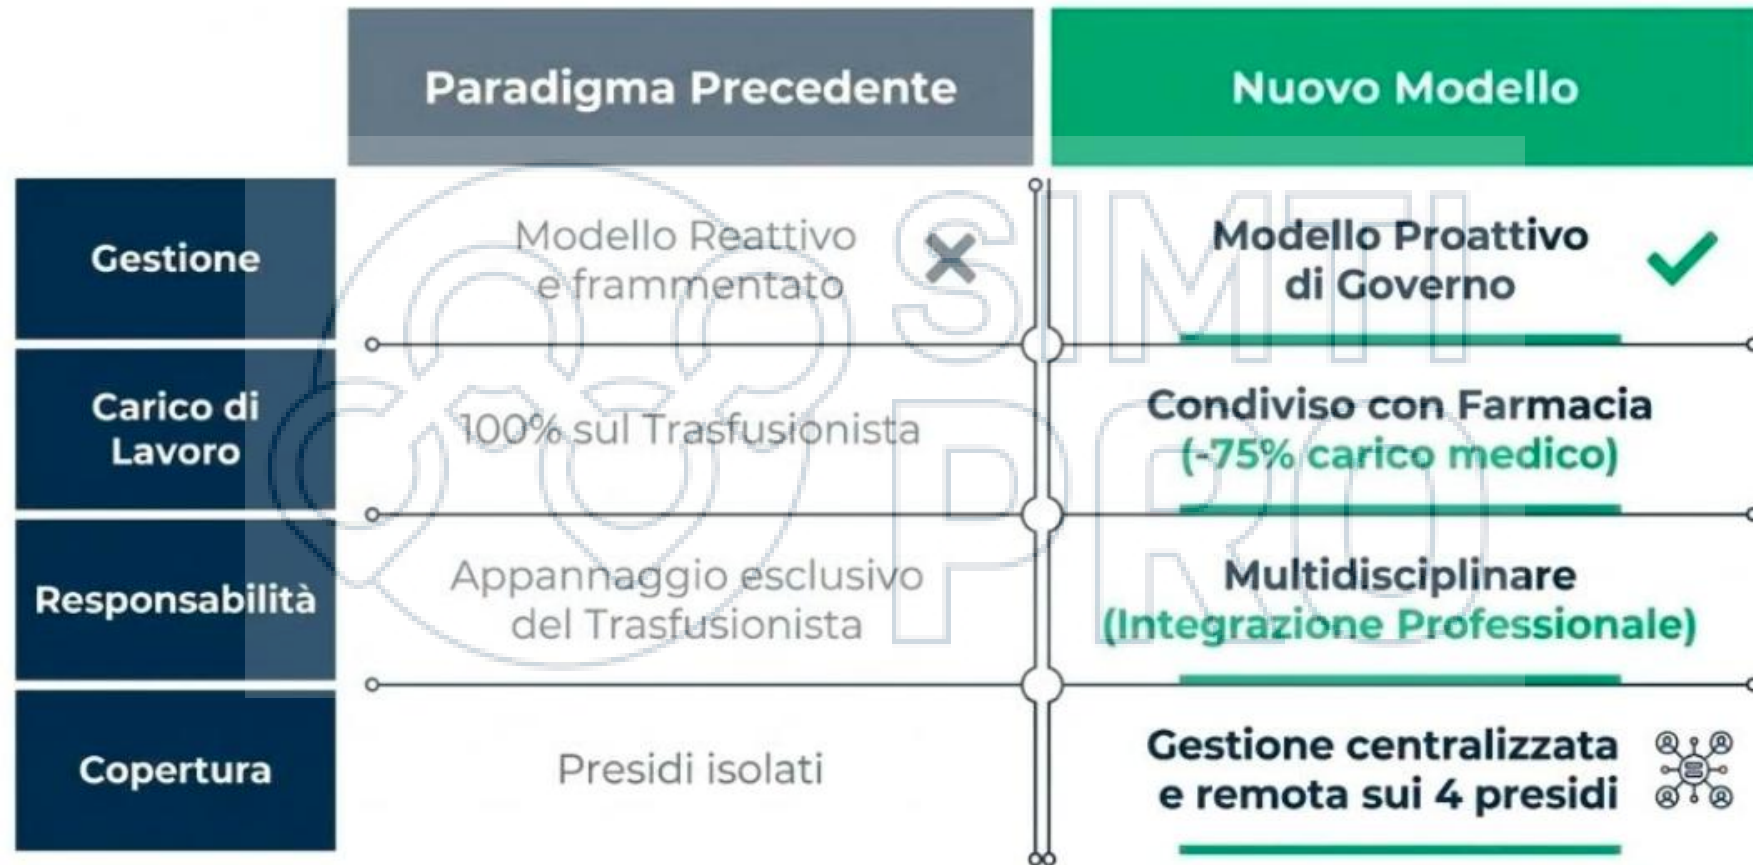 Paradigma Precedente
Nuovo Modello
Gestione
Modello Reattivo
e frammentato
Modello Proattivo
di Governo
Carico di
Lavoro
100% sul Trasfusionista
Condiviso con Farmacia
(-75% carico medico)
Responsabilità
Appannaggio esclusivo
del Trasfusionista
Multidisciplinare
(Integrazione Professionale)
Copertura
Presidi isolati
Gestione centralizzata
e remota sui 4 presidi
SIMTI
PRO